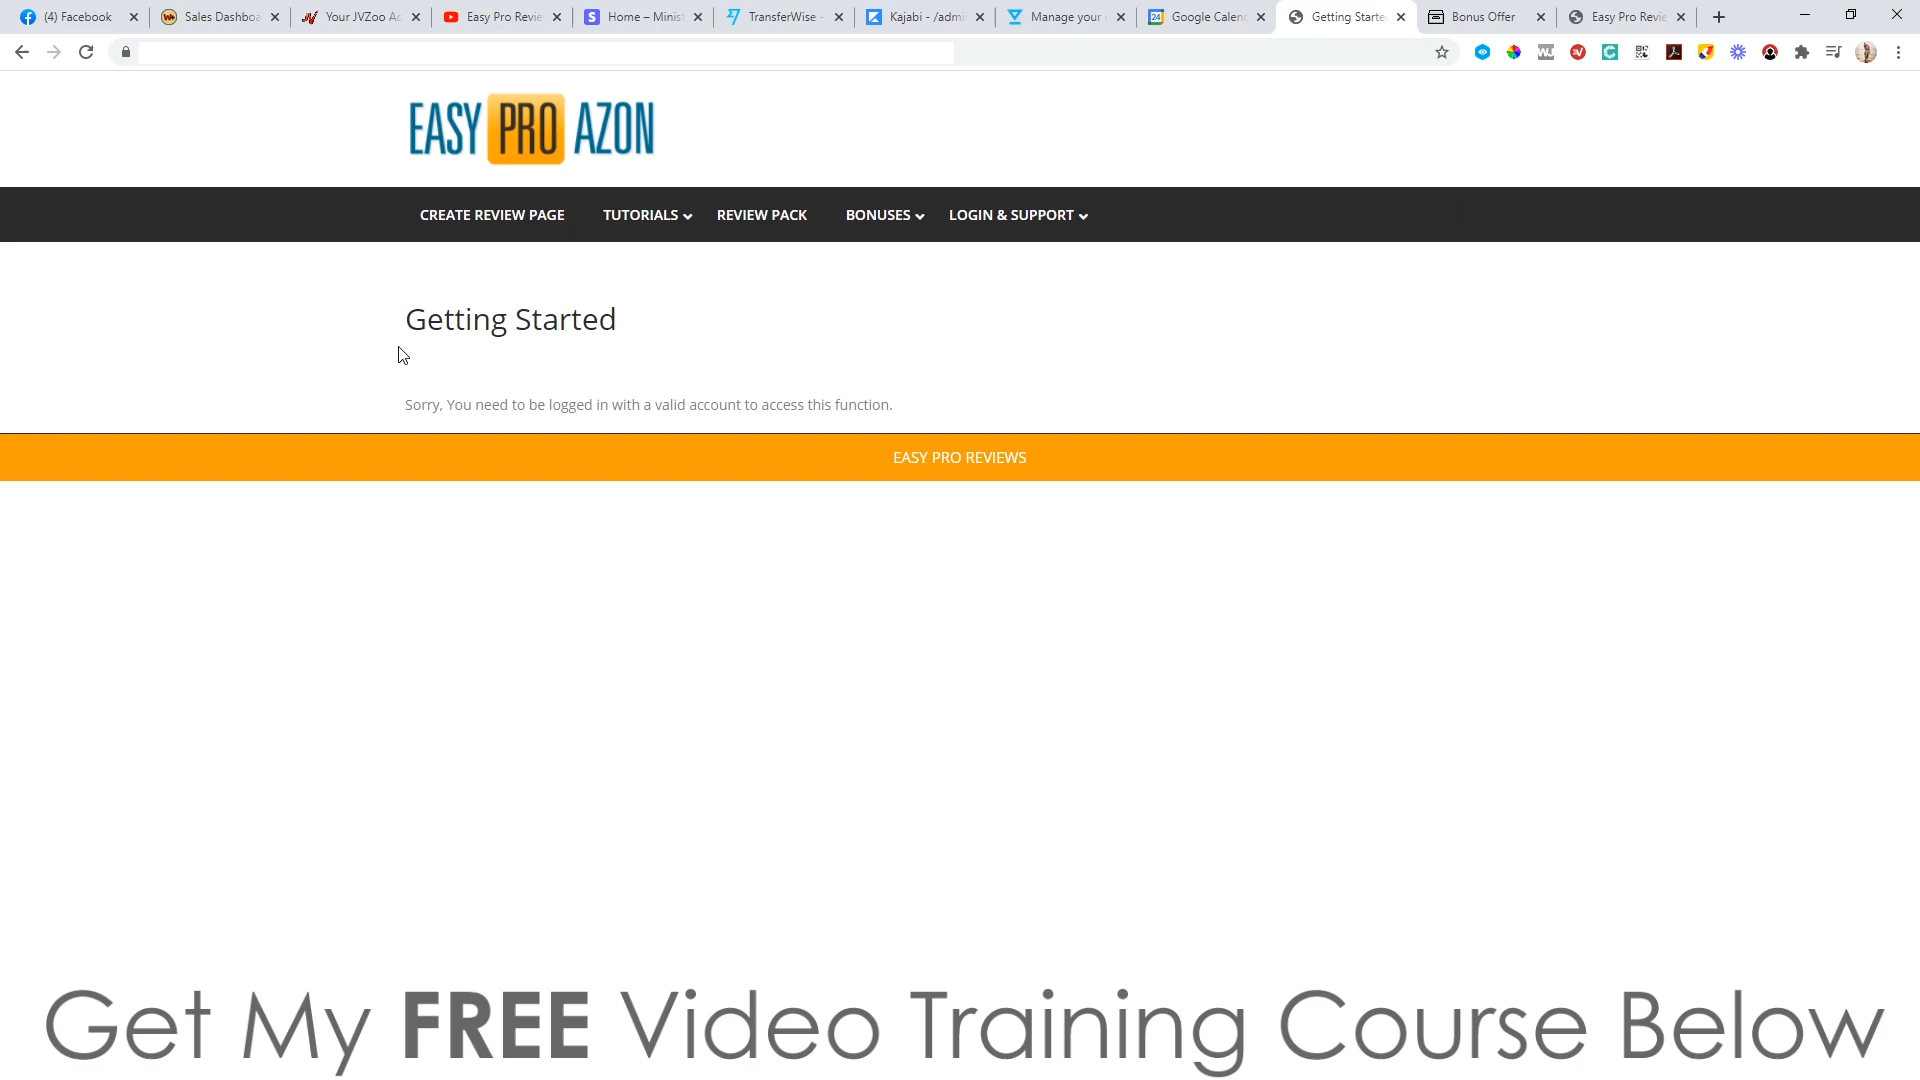 (4) Facebook
Sales Dashboa
Your JVZoo Ac
Easy Pro Revie
Home – Minist
TransferWise -
Kajabi - /admi
Manage your
Google Calend
Getting Starte
Bonus Offer
Easy Pro Revie
EASY PRO AZON
CREATE REVIEW PAGE
TUTORIALS
REVIEW PACK
BONUSES
LOGIN & SUPPORT
Getting Started
Sorry, You need to be logged in with a valid account to access this function.
EASY PRO REVIEWS
Get My FREE Video Training Course Below